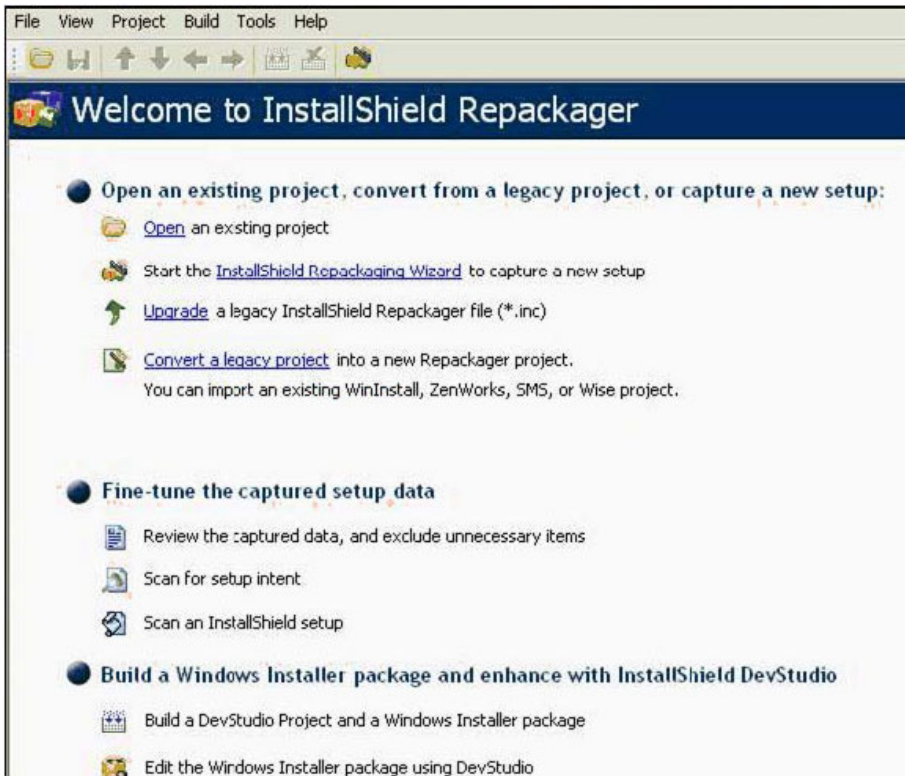 File View Project Build Tools Help
Welcome to InstallShield Repackager
Open an existing project, convert from a legacy project, or capture a new setup:
Open an existing project
Start the InstallShield Repackaging Wizard to capture a new setup
Upgrade a legacy InstallShield Repackager file (*.inc)
Convert a legacy project into a new Repackager project.
You can import an existing WinInstall, ZenWorks, SMS, or Wise project.
Fine-tune the captured setup data
Review the captured data, and exclude unnecessary items
Scan for setup intent
Scan an InstallShield setup
Build a Windows Installer package and enhance with InstallShield DevStudio
Build a DevStudio Project and a Windows Installer package
Edit the Windows Installer package using DevStudio